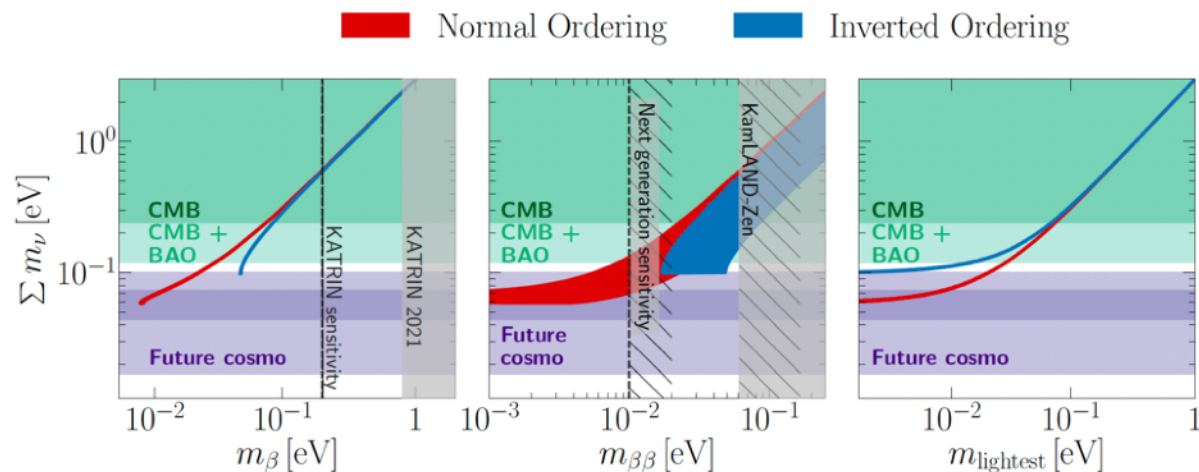 Normal Ordering
Inverted Ordering
∑ m_ν [eV]
10^0
10^-1
CMB
CMB +
BAO
Future cosmo
KATRIN sensitivity
KATRIN 2021
10^-2
10^-1
1
m_β [eV]
CMB
CMB +
BAO
Future
cosmo
Next generation sensitivity
KamLAND-Zen
10^-3
10^-2
10^-1
m_ββ [eV]
CMB
CMB +
BAO
Future cosmo
10^-2
10^-1
1
m_lightest [eV]